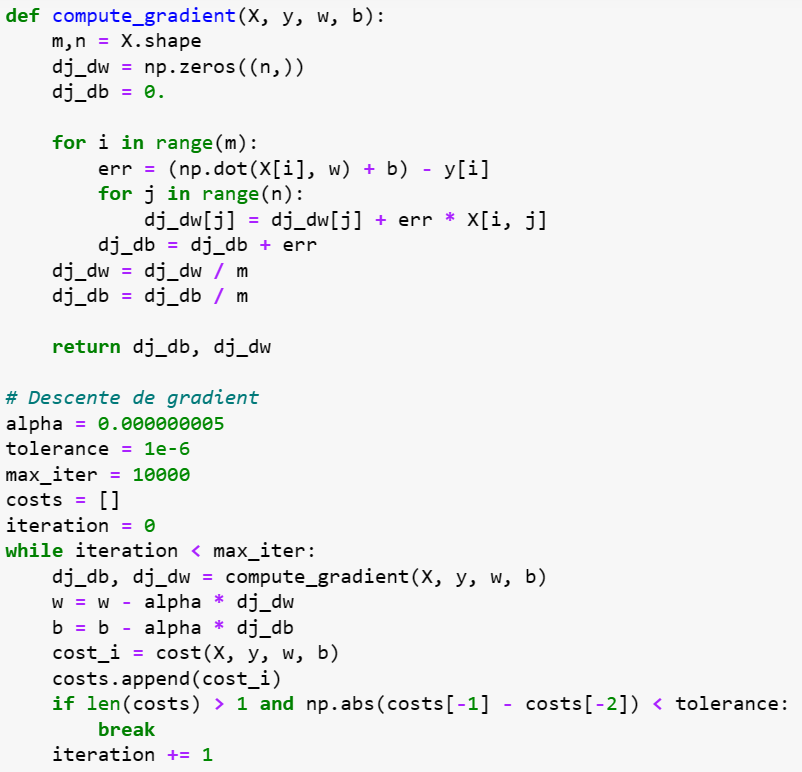 def compute_gradient(X, y, w, b):
    m,n = X.shape
    dj_dw = np.zeros((n,))
    dj_db = 0.

    for i in range(m):
        err = (np.dot(X[i], w) + b) - y[i]
        for j in range(n):
            dj_dw[j] = dj_dw[j] + err * X[i, j]
        dj_db = dj_db + err
    dj_dw = dj_dw / m
    dj_db = dj_db / m

    return dj_db, dj_dw

# Descente de gradient
alpha = 0.000000005
tolerance = 1e-6
max_iter = 10000
costs = []
iteration = 0
while iteration < max_iter:
    dj_db, dj_dw = compute_gradient(X, y, w, b)
    w = w - alpha * dj_dw
    b = b - alpha * dj_db
    cost_i = cost(X, y, w, b)
    costs.append(cost_i)
    if len(costs) > 1 and np.abs(costs[-1] - costs[-2]) < tolerance:
        break
    iteration += 1